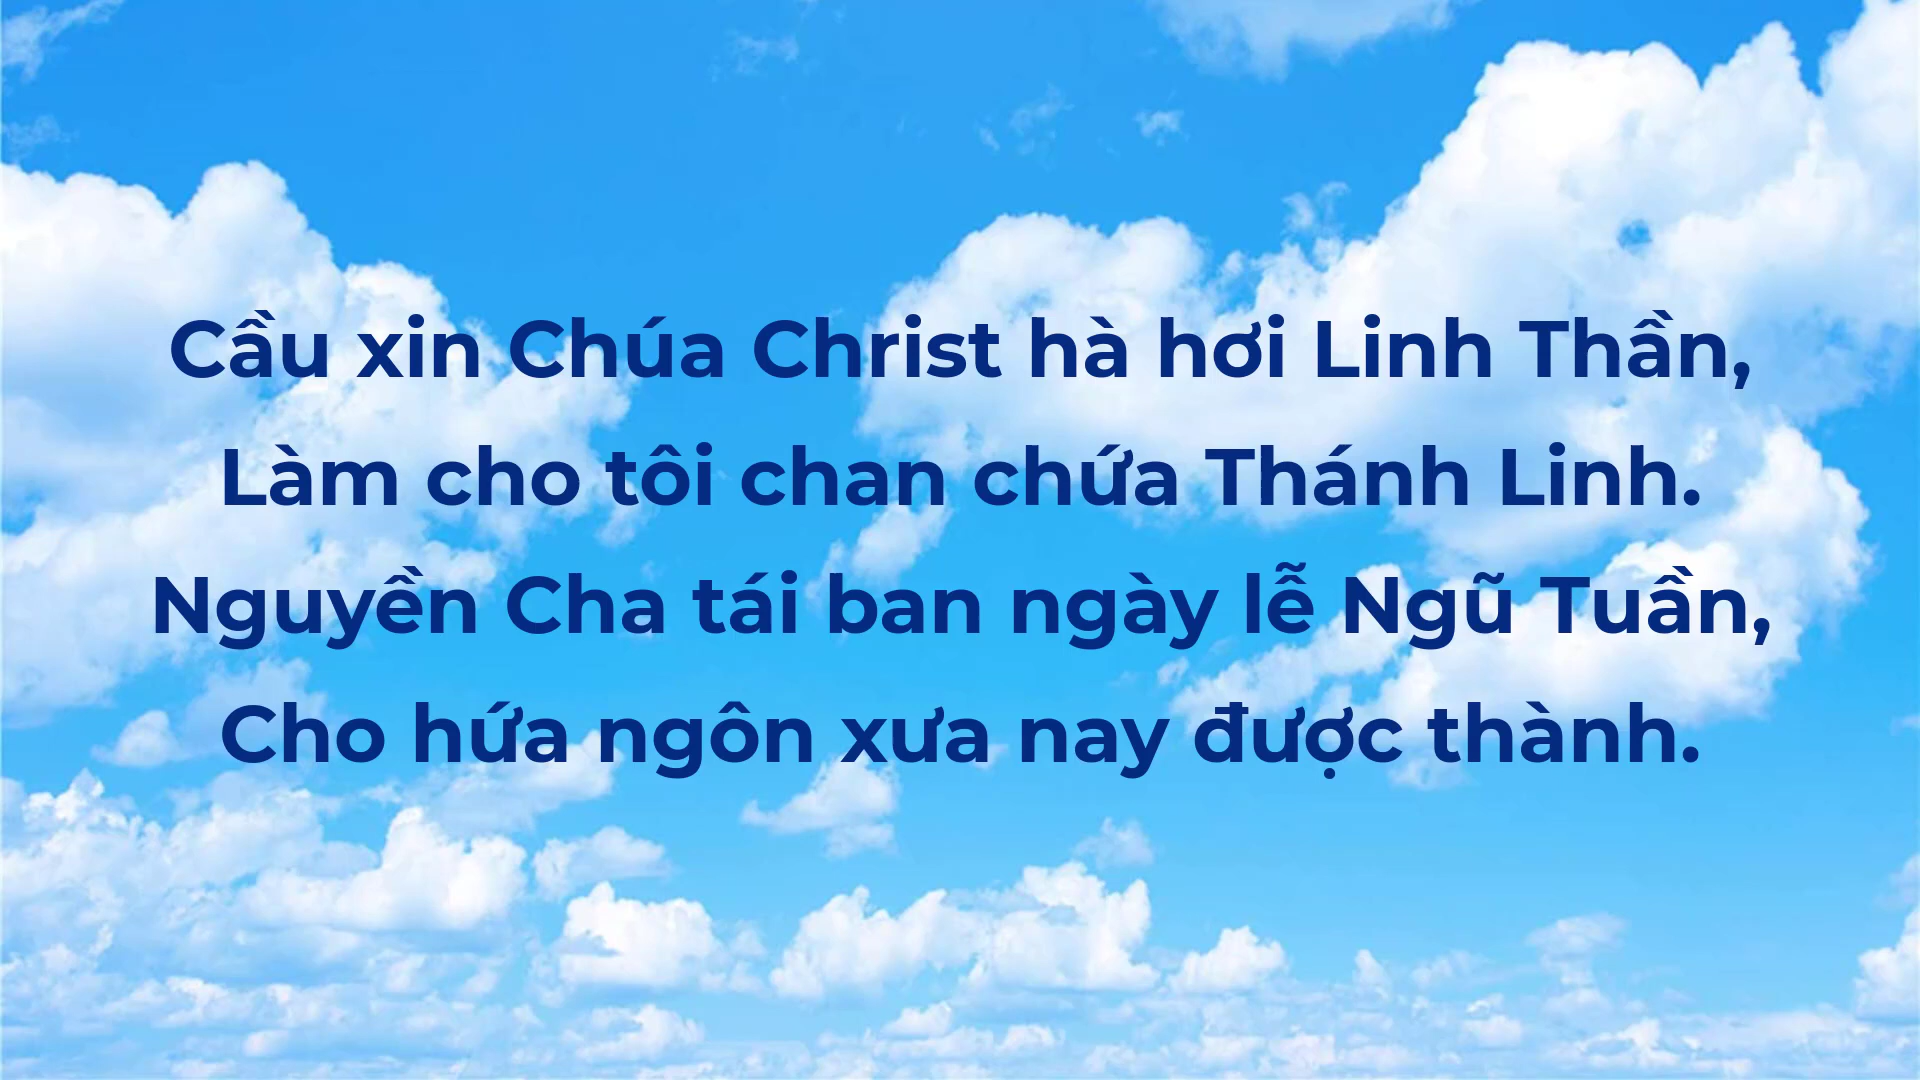 Cầu xin Chúa Christ hà hơi Linh Thần,
Làm cho tôi chan chứa Thánh Linh.
Nguyền Cha tái ban ngày lễ Ngũ Tuần,
Cho hứa ngôn xưa nay được thành.